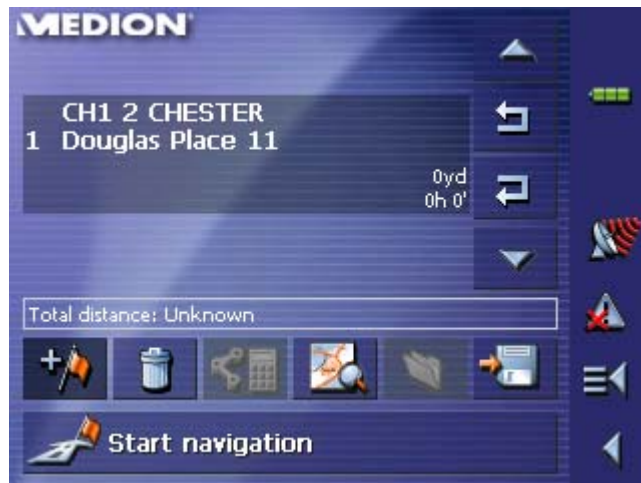 MEDION
CH1 2 CHESTER
1 Douglas Place 11
0yd
0h 0'
Total distance: Unknown
Start navigation